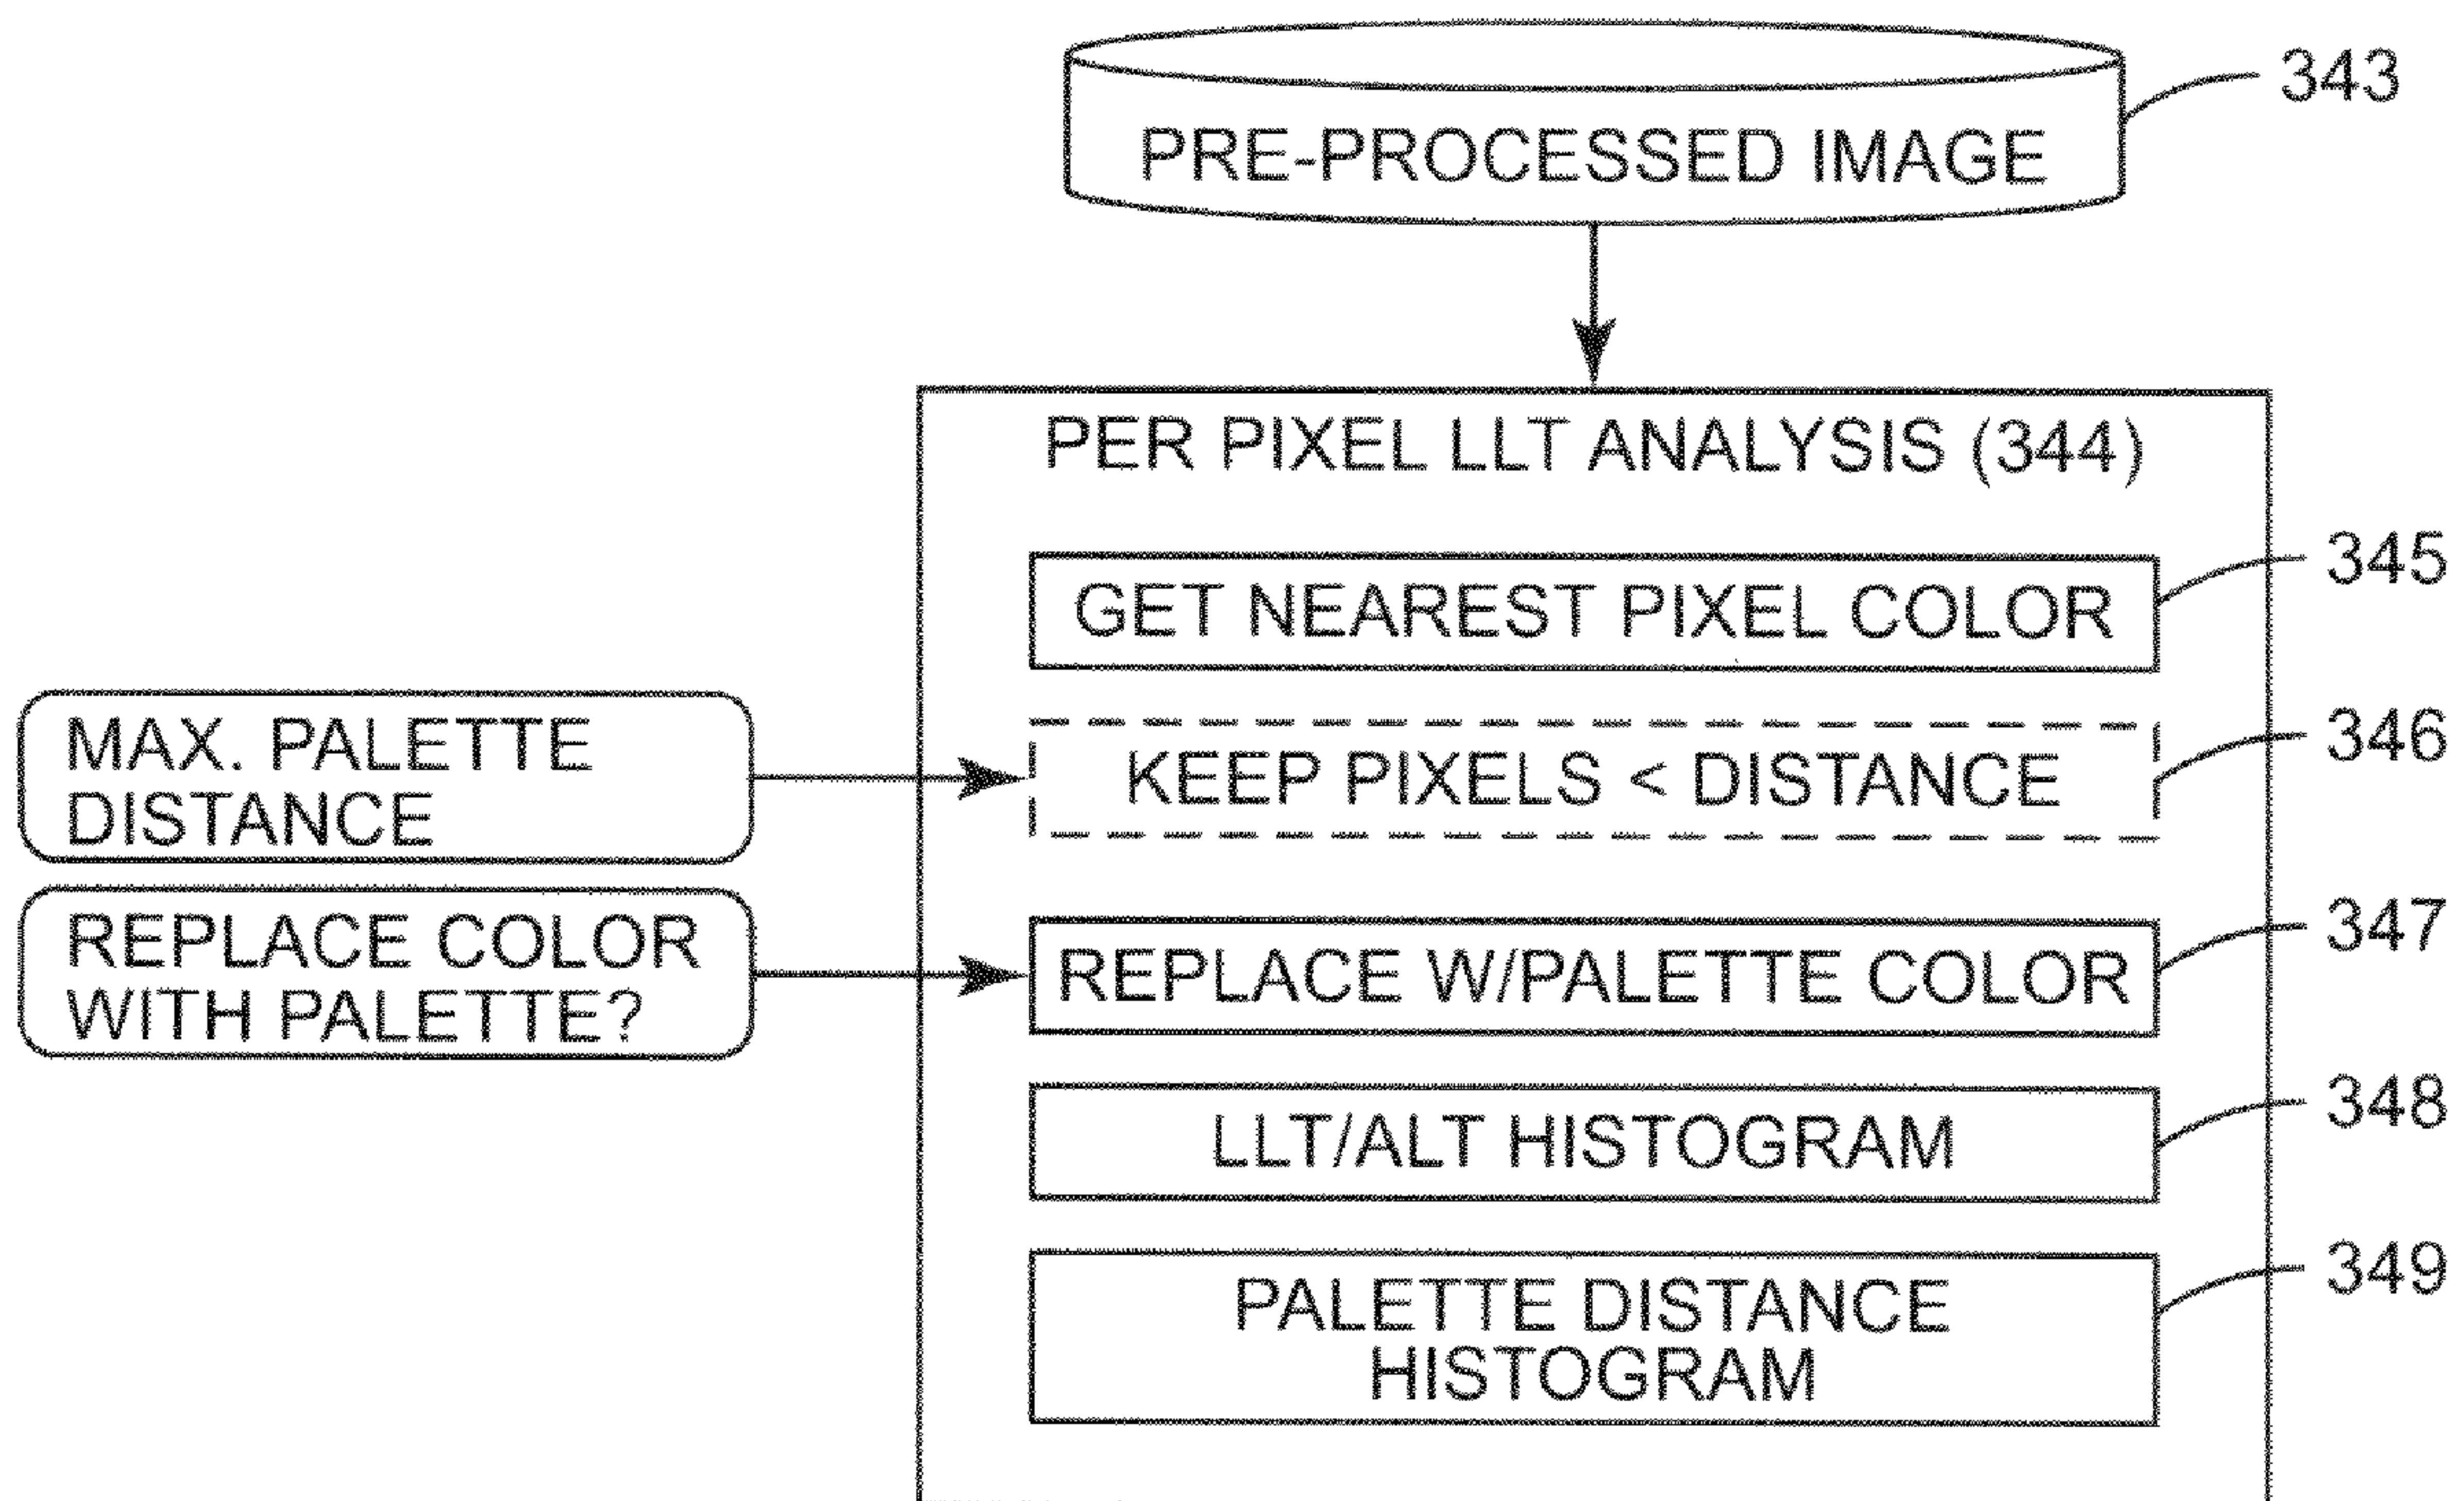 343
PRE-PROCESSED IMAGE
PER PIXEL LLT ANALYSIS (344)
345
GET NEAREST PIXEL COLOR
MAX. PALETTE
DISTANCE
346
KEEP PIXELS < DISTANCE
REPLACE COLOR
WITH PALETTE?
347
REPLACE W/PALETTE COLOR
348
LLT/ALT HISTOGRAM
349
PALETTE DISTANCE
HISTOGRAM